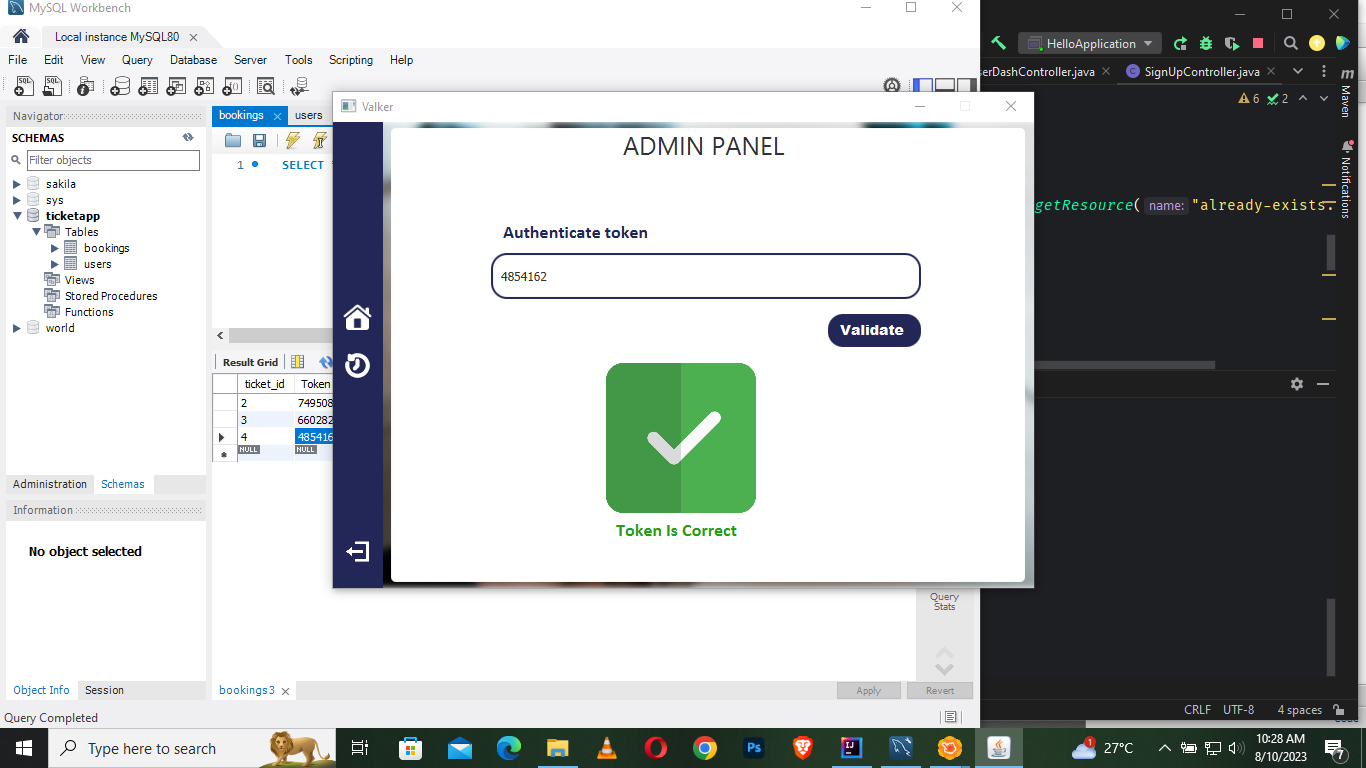 MySQL Workbench
Local instance MySQL80
File Edit View Query Database Server Tools Scripting Help
Navigator
SCHEMAS
Filter objects
sakila
sys
ticketapp
Tables
bookings
users
Views
Stored Procedures
Functions
world
Administration Schemas
Information
No object selected
Object Info Session
Query Completed
bookings users
1 SELECT
Result Grid
ticket_id Token
2 749508
3 660282
4 485416
NULL NULL
bookings3
Query
Stats
Apply Revert
Valker
ADMIN PANEL
Authenticate token
4854162
Validate
Token Is Correct
HelloApplication
serDashController.java SignUpController.java
6 2
getResource( name: "already-exists.
Maven
Notifications
CRLF UTF-8 4 spaces
Type here to search
Ps
IJ
1
27°C
10:28 AM
8/10/2023
7